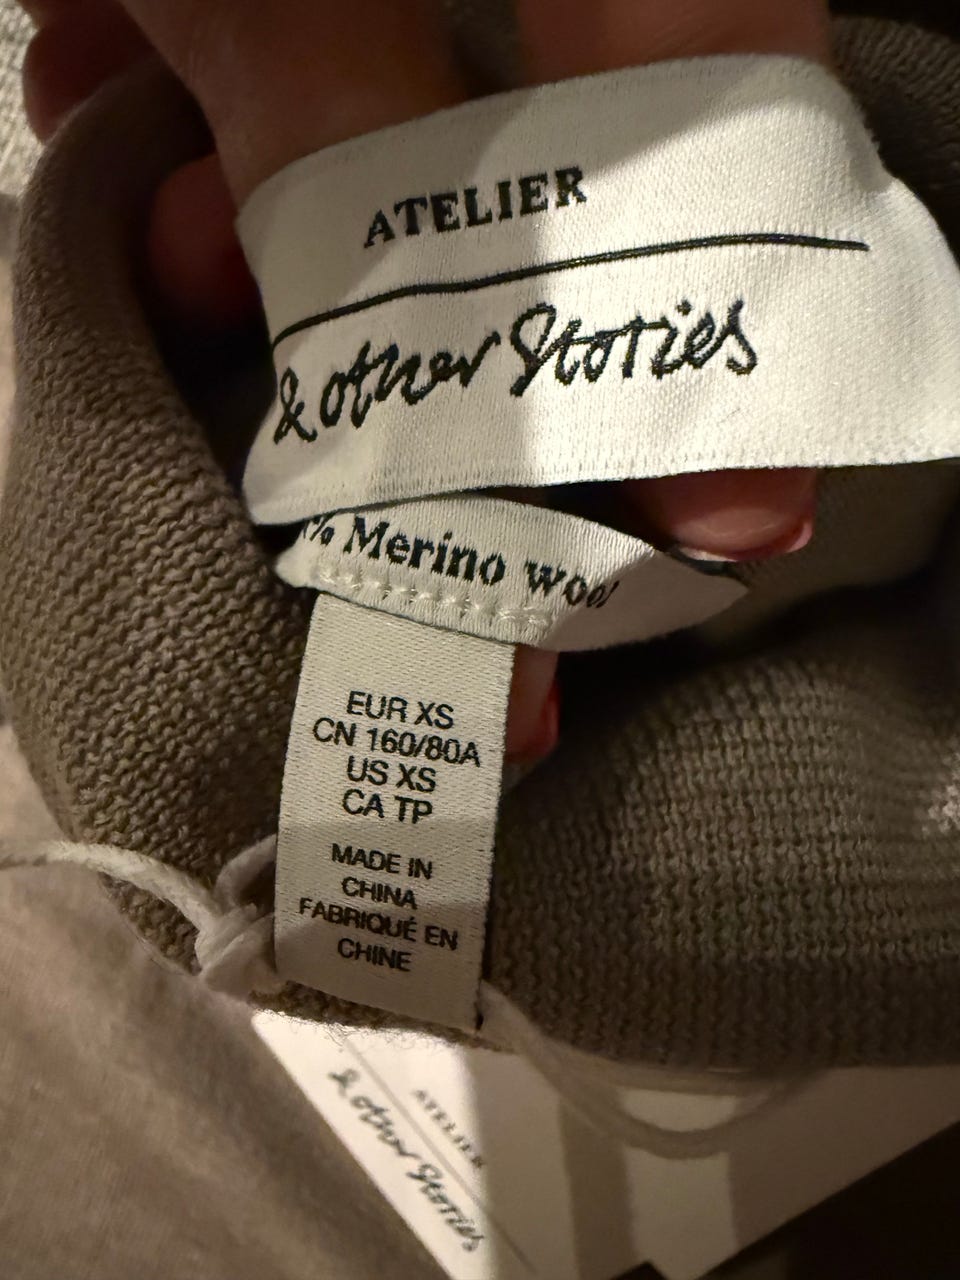 ATELIER
& other Stories
% Merino wool
EUR XS
CN 160/80A
US XS
CA TP
MADE IN
CHINA
FABRIQUÉ EN
CHINE
ATELIER
& other Stories